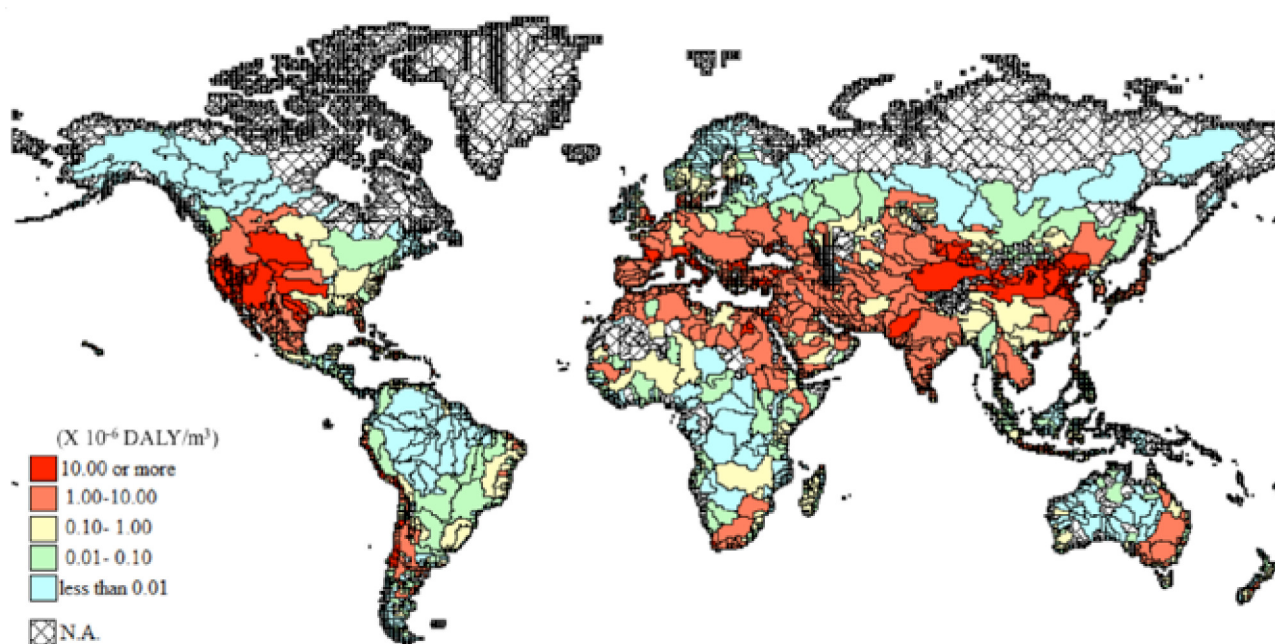 (X 10⁻⁶ DALY/m³)
10.00 or more
1.00-10.00
0.10- 1.00
0.01- 0.10
less than 0.01
N.A.